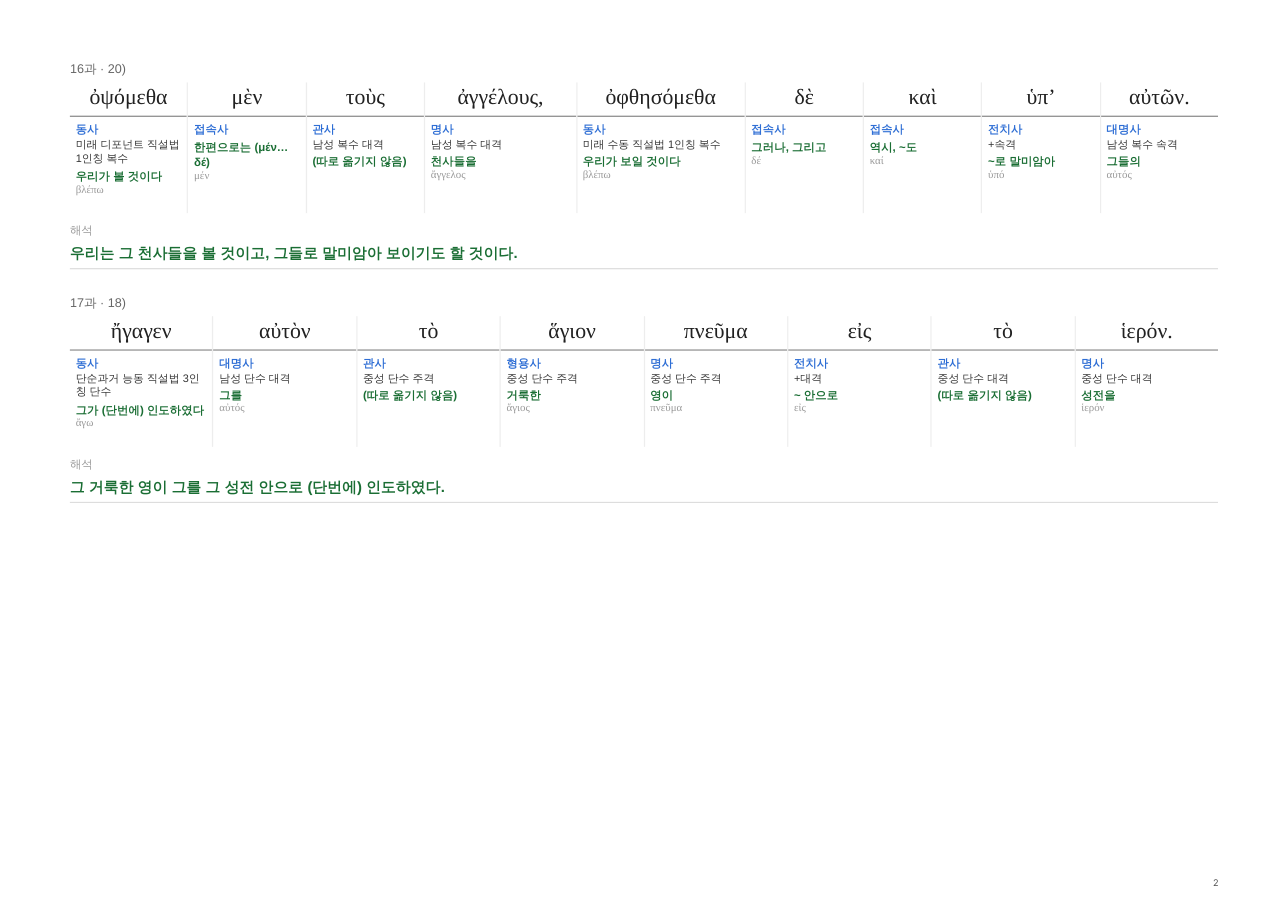 16과 · 20)
ὀψόμεθα μὲν τοὺς ἀγγέλους, ὀφθησόμεθα δὲ καὶ ὑπ’ αὐτῶν.
동사 접속사 관사 명사 동사 접속사 접속사 전치사 대명사
미래 디포넌트 직설법 한편으로는 (μέν… 남성 복수 대격 남성 복수 대격 미래 수동 직설법 1인칭 복수 그러나, 그리고 역시, ~도 +속격 남성 복수 속격
1인칭 복수 δέ) (따로 옮기지 않음) 천사들을 우리가 보일 것이다 δέ καί ~로 말미암아 그들의
우리가 볼 것이다 μέν ἄγγελος βλέπω ὑπό αὐτός
βλέπω
해석
우리는 그 천사들을 볼 것이고, 그들로 말미암아 보이기도 할 것이다.
17과 · 18)
ἤγαγεν αὐτὸν τὸ ἅγιον πνεῦμα εἰς τὸ ἱερόν.
동사 대명사 관사 형용사 명사 전치사 관사 명사
단순과거 능동 직설법 3인 남성 단수 대격 중성 단수 주격 중성 단수 주격 중성 단수 주격 +대격 중성 단수 대격 중성 단수 대격
칭 단수 그를 (따로 옮기지 않음) 거룩한 영이 ~ 안으로 (따로 옮기지 않음) 성전을
그가 (단번에) 인도하였다 αὐτός ἅγιος πνεῦμα εἰς ἱερόν
ἄγω
해석
그 거룩한 영이 그를 그 성전 안으로 (단번에) 인도하였다.
2